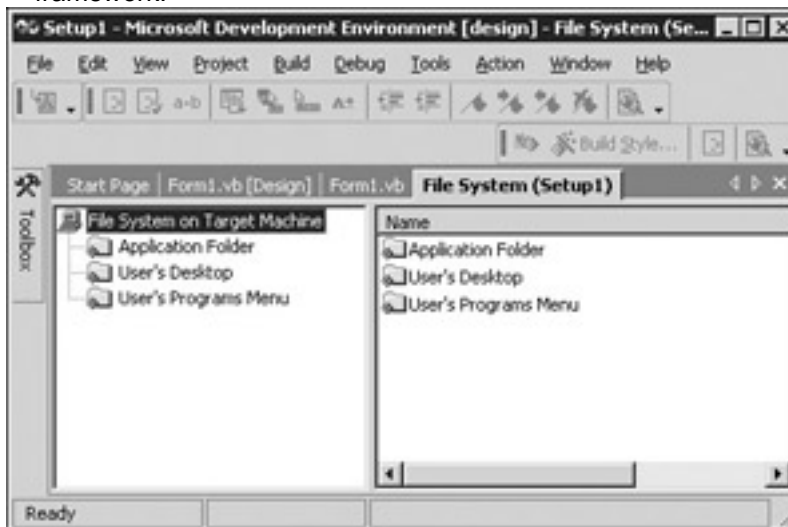 framework.
Setup1 - Microsoft Development Environment [design] - File System (Se...
File Edit View Project Build Debug Tools Action Window Help
a-b A+
Build Style...
Start Page Form1.vb [Design] Form1.vb File System (Setup1)
Toolbox
File System on Target Machine
Application Folder
User's Desktop
User's Programs Menu
Name
Application Folder
User's Desktop
User's Programs Menu
Ready